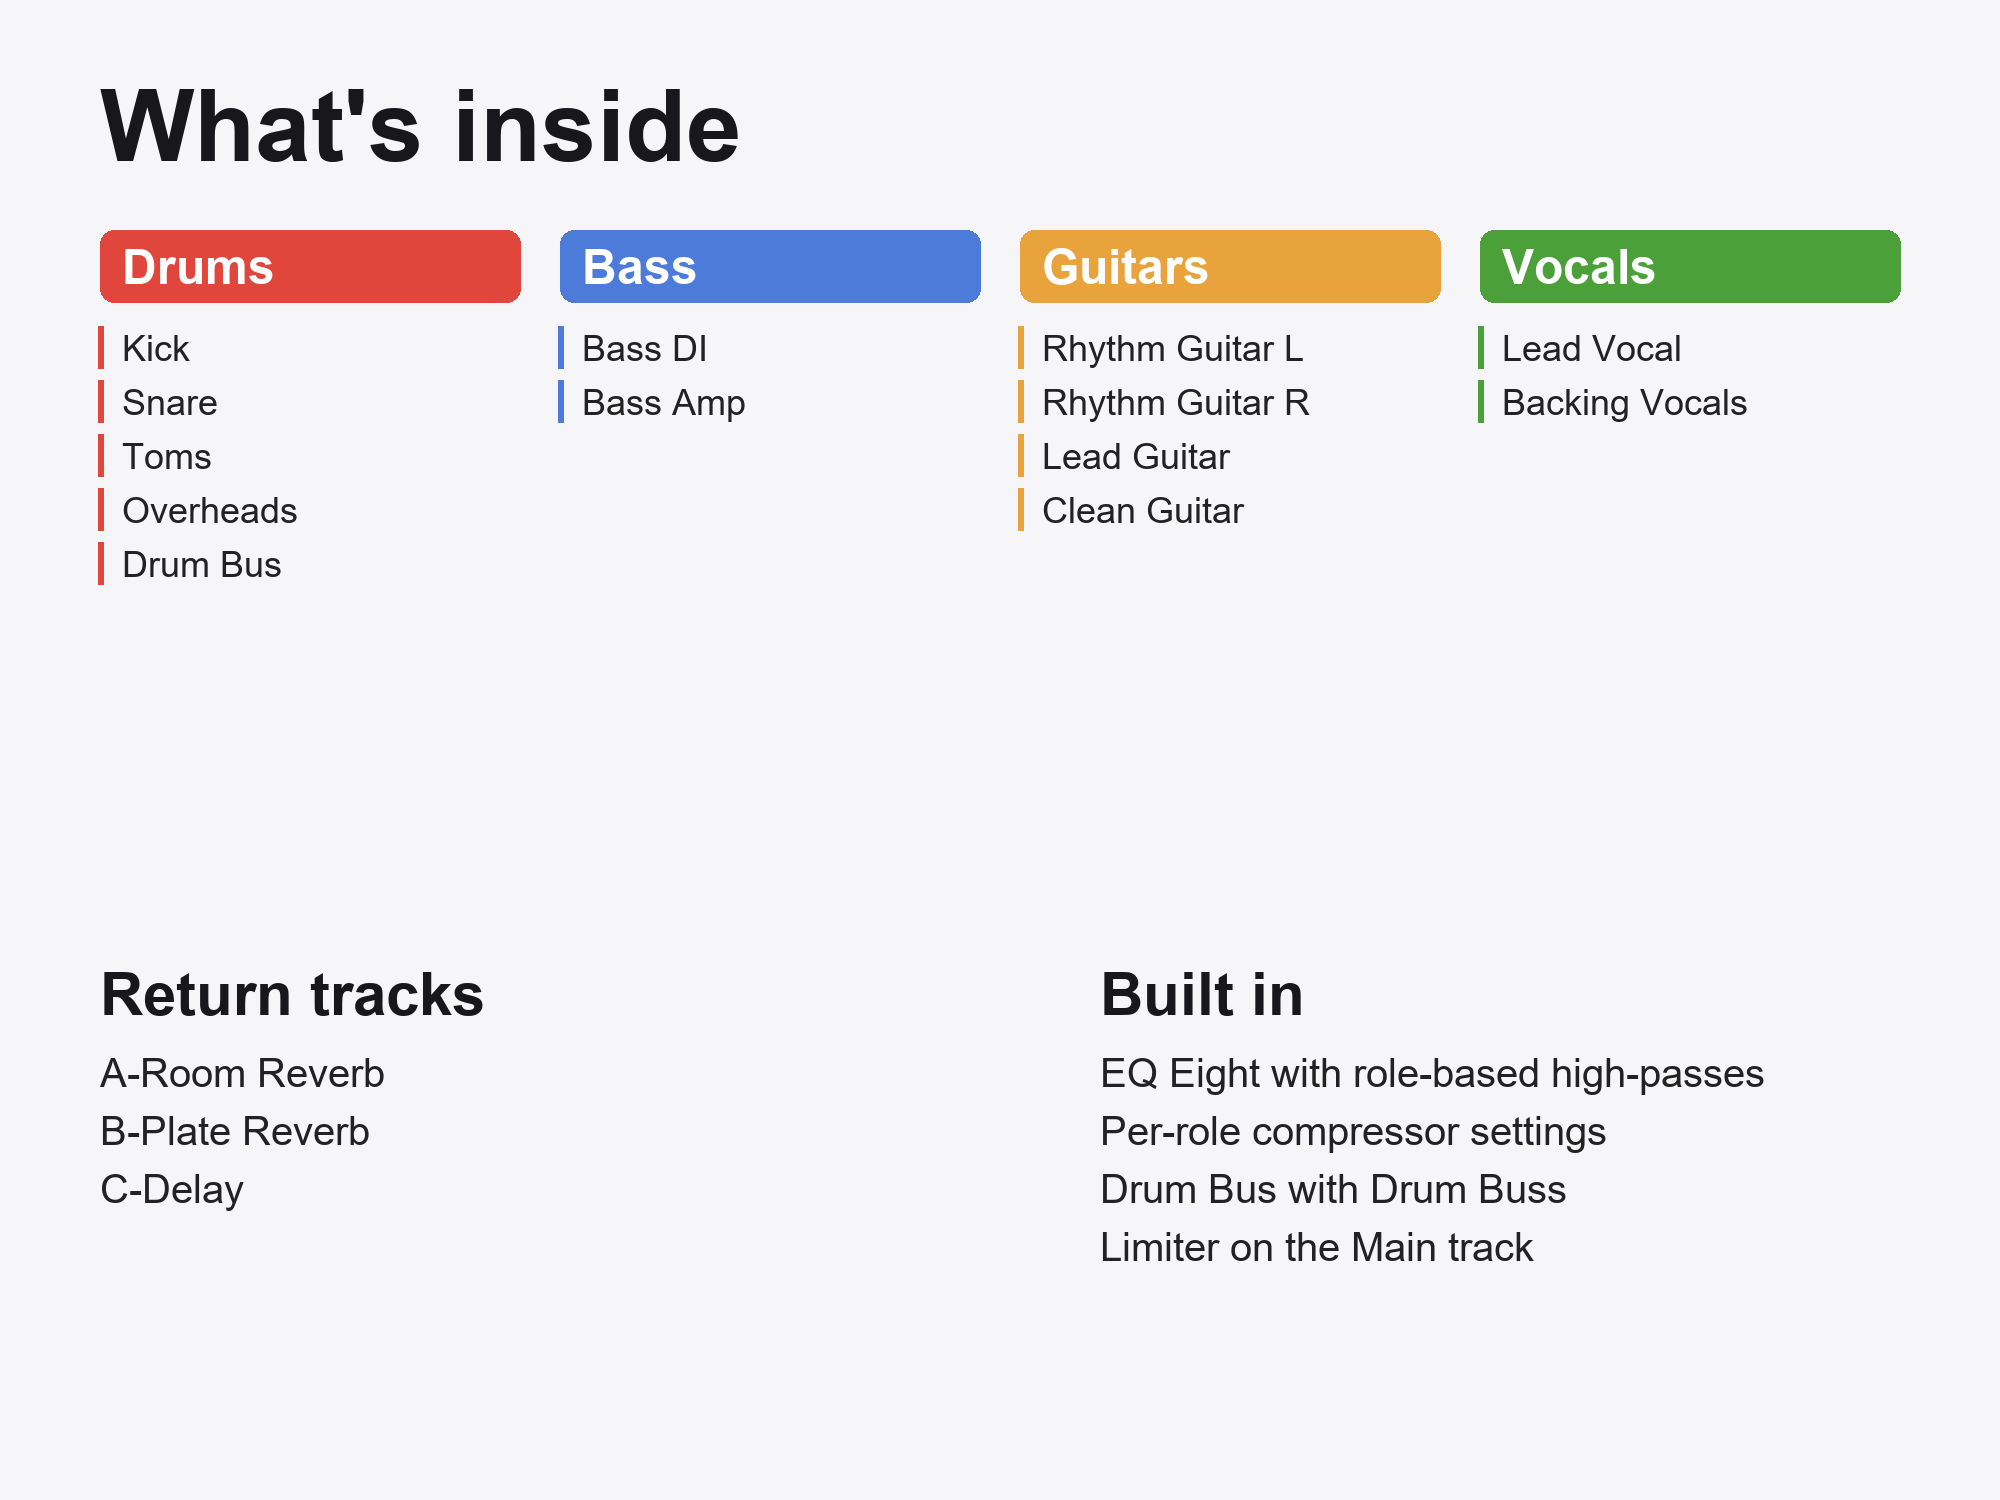 What's inside
Drums
Kick
Snare
Toms
Overheads
Drum Bus
Bass
Bass DI
Bass Amp
Guitars
Rhythm Guitar L
Rhythm Guitar R
Lead Guitar
Clean Guitar
Vocals
Lead Vocal
Backing Vocals
Return tracks
A-Room Reverb
B-Plate Reverb
C-Delay
Built in
EQ Eight with role-based high-passes
Per-role compressor settings
Drum Bus with Drum Buss
Limiter on the Main track